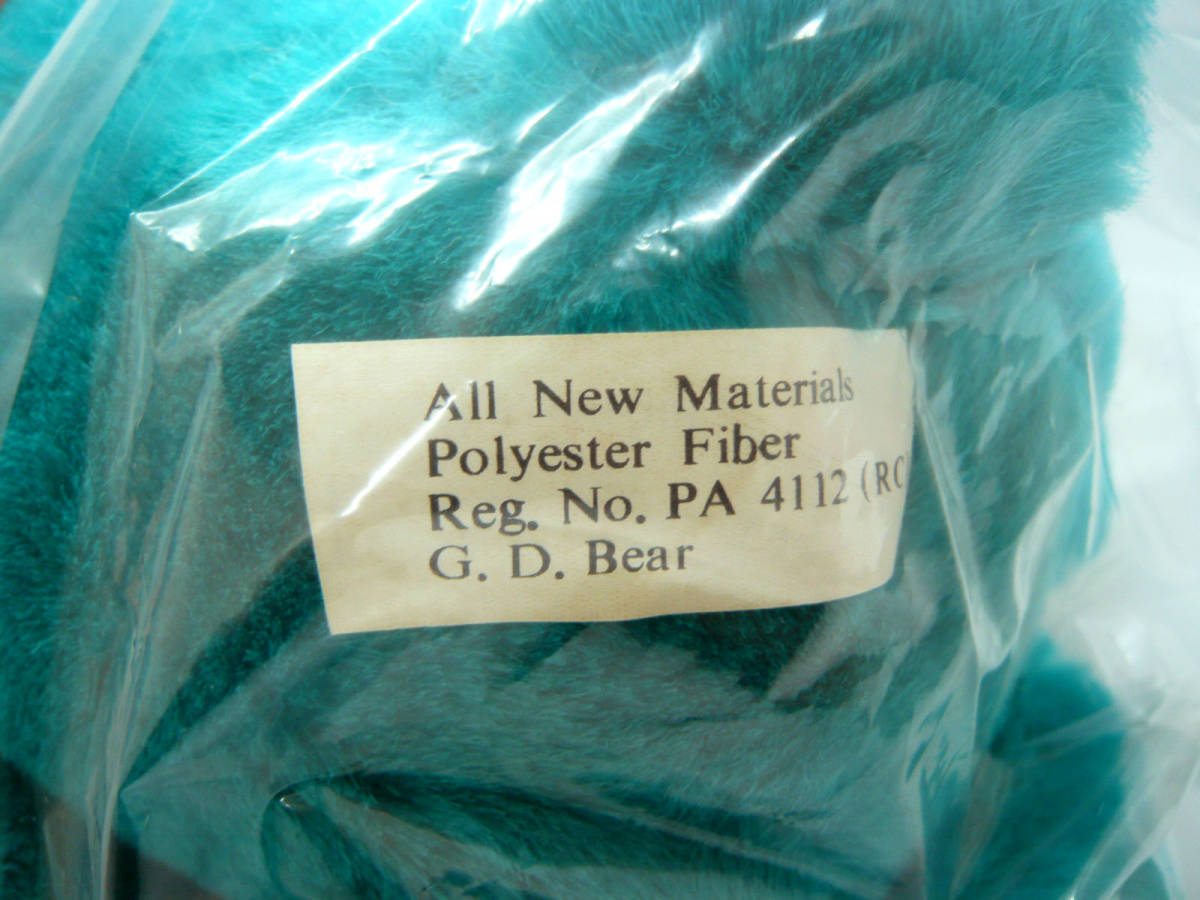 All New Materials
Polyester Fiber
Reg. No. PA 4112 (RC
G. D. Bear